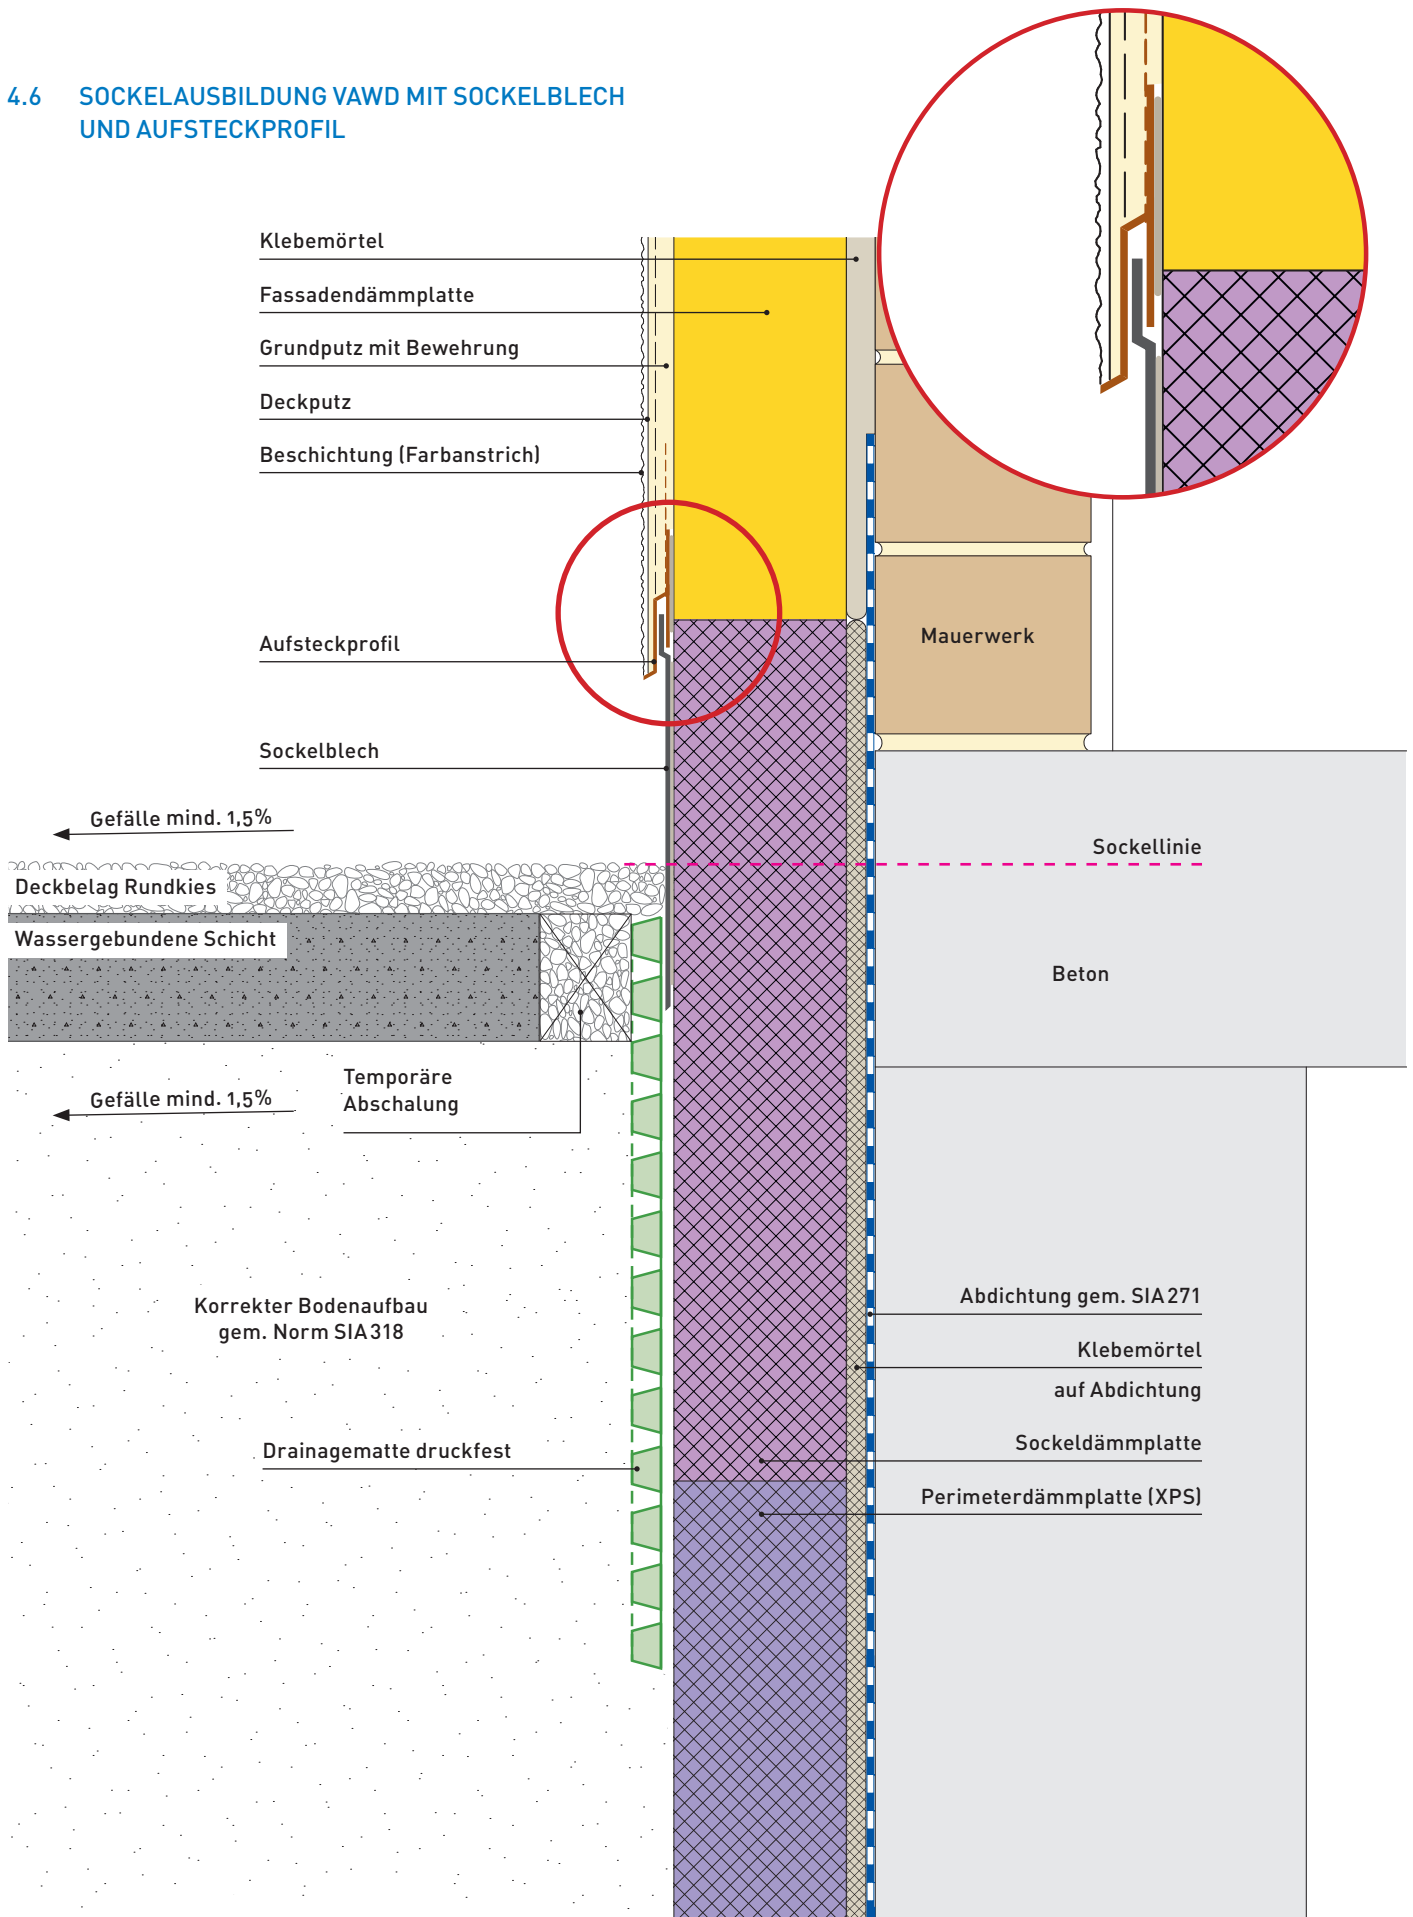 4.6 SOCKELAUSBILDUNG VAWD MIT SOCKELBLECH
UND AUFSTECKPROFIL
Klebemörtel
Fassadendämmplatte
Grundputz mit Bewehrung
Deckputz
Beschichtung (Farbanstrich)
Aufsteckprofil
Mauerwerk
Sockelblech
Gefälle mind. 1,5%
Sockellinie
Deckbelag Rundkies
Wassergebundene Schicht
Beton
Temporäre
Abschalung
Gefälle mind. 1,5%
Korrekter Bodenaufbau
gem. Norm SIA 318
Abdichtung gem. SIA 271
Klebemörtel
auf Abdichtung
Drainagematte druckfest
Sockeldämmplatte
Perimeterdämmplatte (XPS)